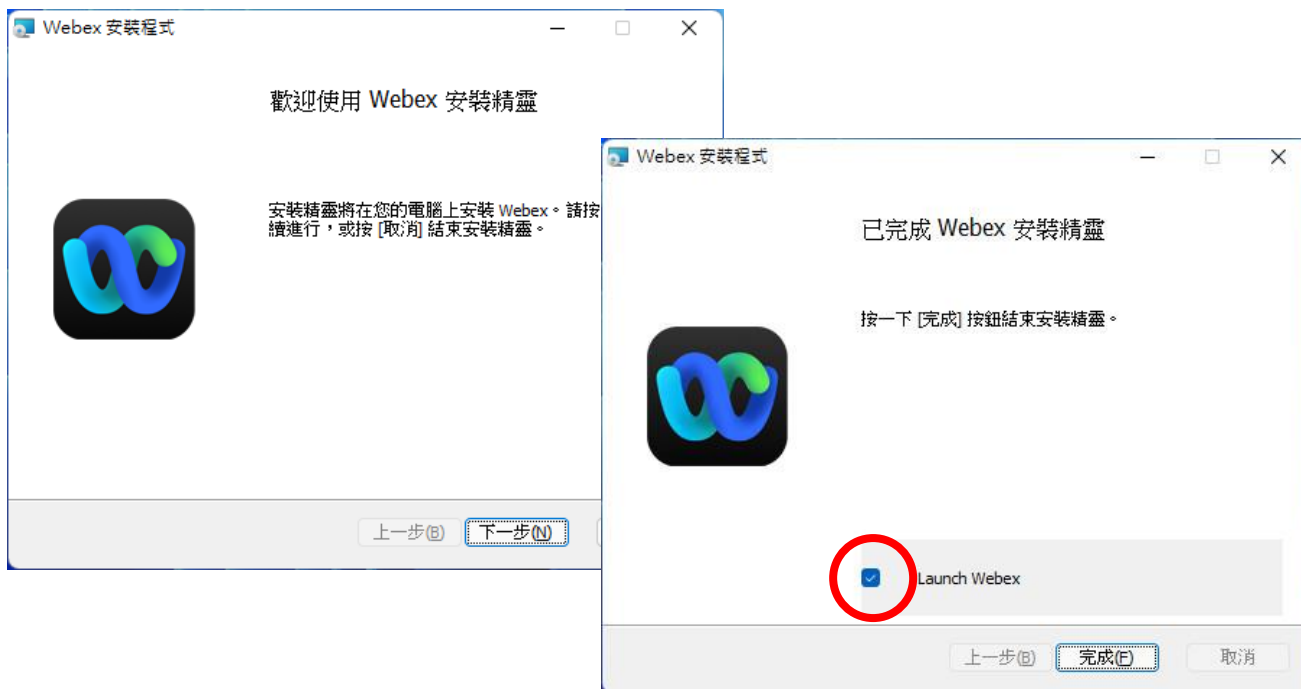 Webex 安裝程式
歡迎使用 Webex 安裝精靈
安裝精靈將在您的電腦上安裝 Webex。請按
續進行，或按 [取消] 結束安裝精靈。
上一步(B)
下一步(N)
Webex 安裝程式
已完成 Webex 安裝精靈
按一下 [完成] 按鈕結束安裝精靈。
Launch Webex
上一步(B)
完成(F)
取消